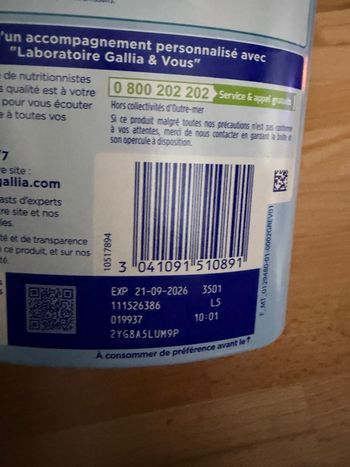 'un accompagnement personnalisé avec
"Laboratoire Gallia & Vous"
de nutritionnistes
s qualité est à votre
pour vous écouter
e à toutes vos
0 800 202 202 Service & appel gratuits
Hors collectivités d'Outre-mer
Si ce produit malgré toutes nos précautions n'est pas conforme
à vos attentes, merci de nous contacter en gardant la boîte et
son opercule à disposition.
/7
e site :
gallia.com
asts d'experts
re site et nos
les.
té et de transparence
ce produit, et sur nos
té.
10517894
3 041091 510891
EXP 21-09-2026 3S01
111526386 L5
019937 10:01
2YG8A5LUM9P
À consommer de préférence avant le